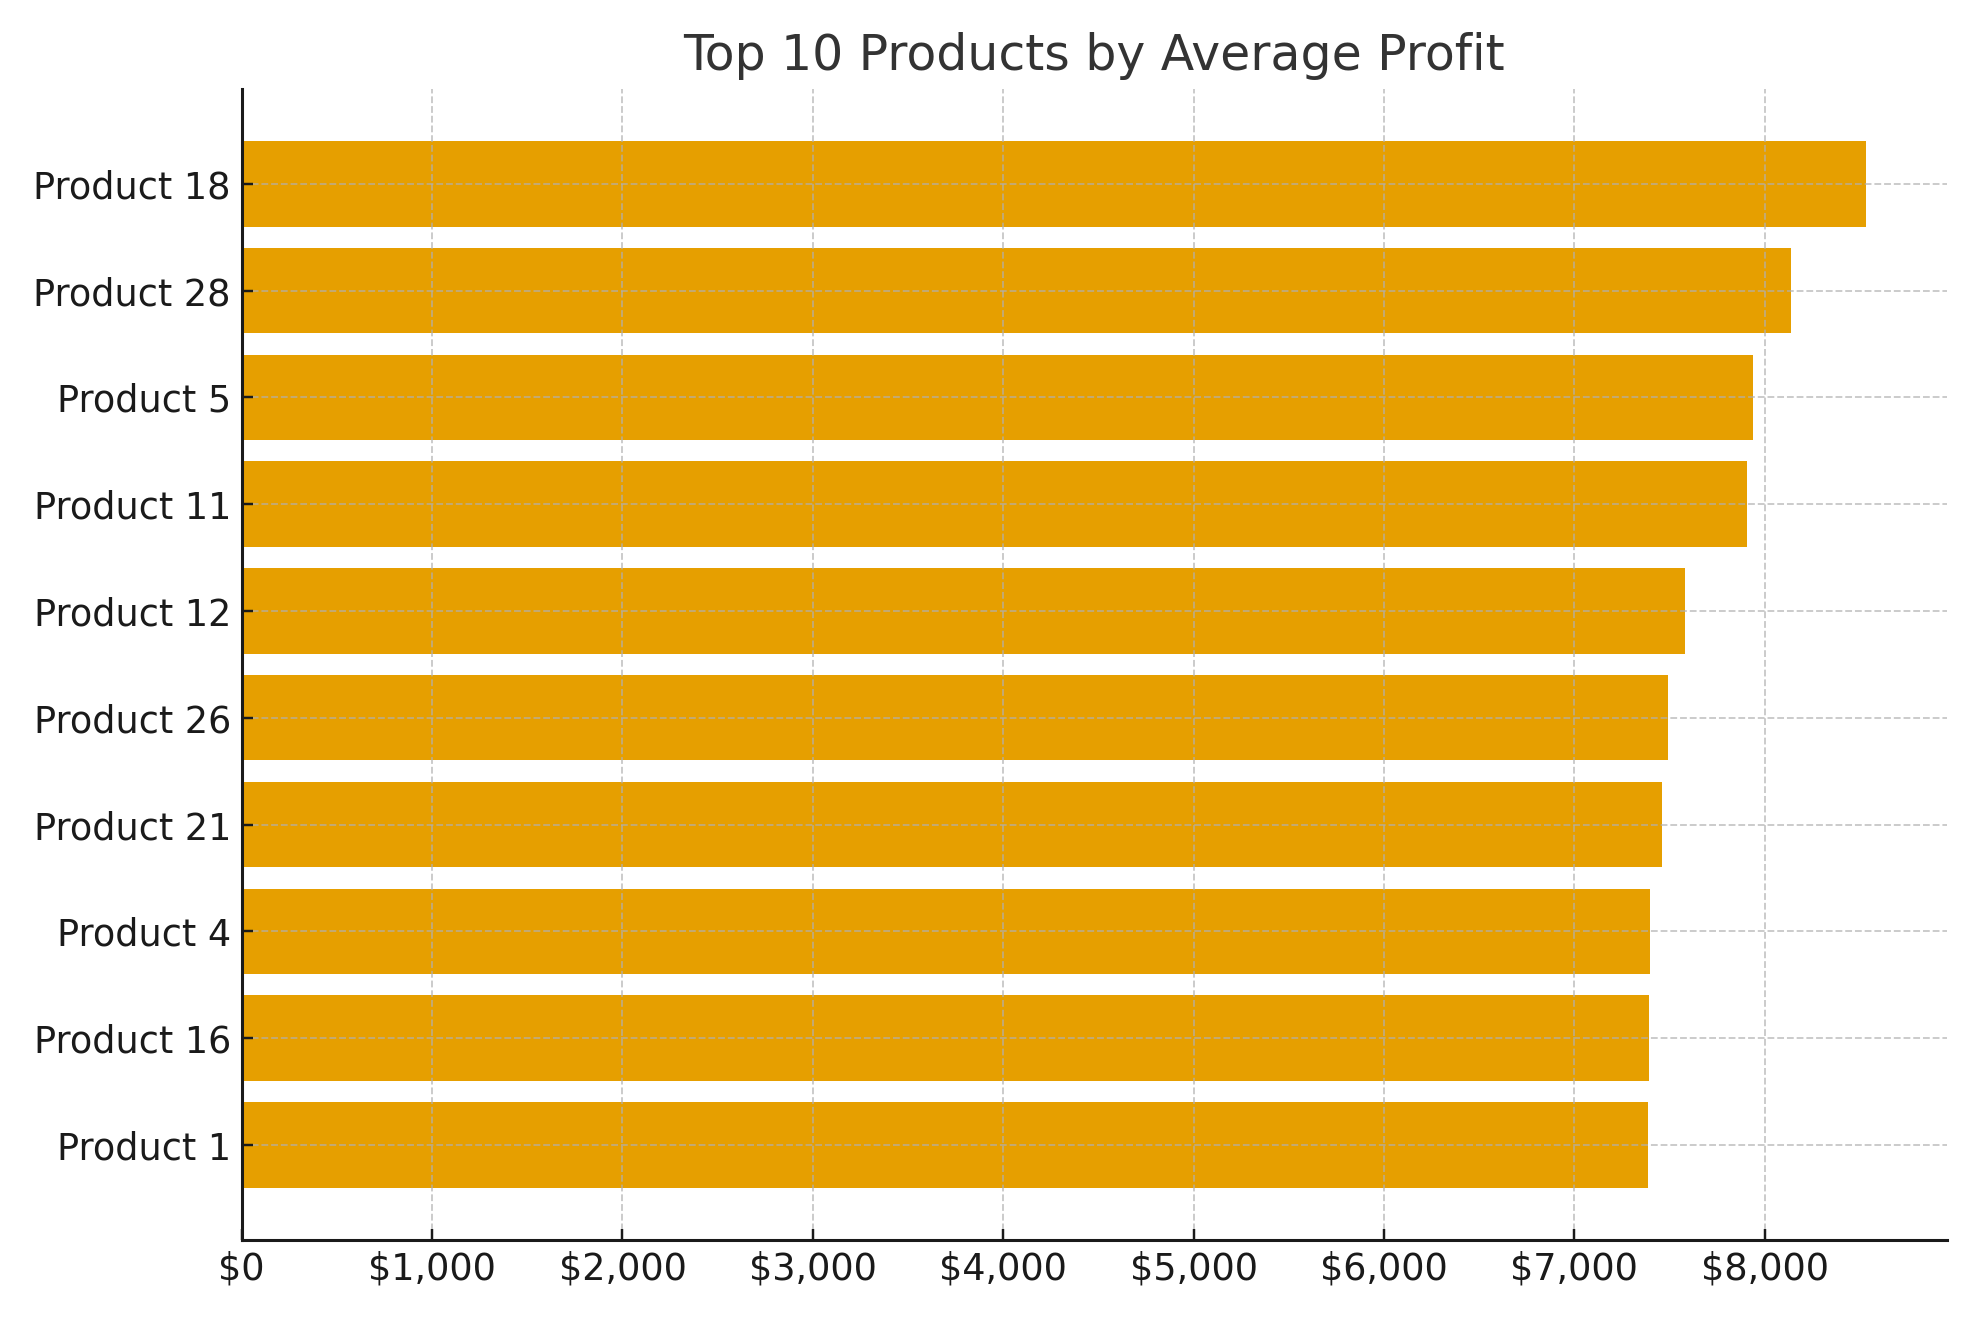 Top 10 Products by Average Profit
Product 18
Product 28
Product 5
Product 11
Product 12
Product 26
Product 21
Product 4
Product 16
Product 1
$0 $1,000 $2,000 $3,000 $4,000 $5,000 $6,000 $7,000 $8,000